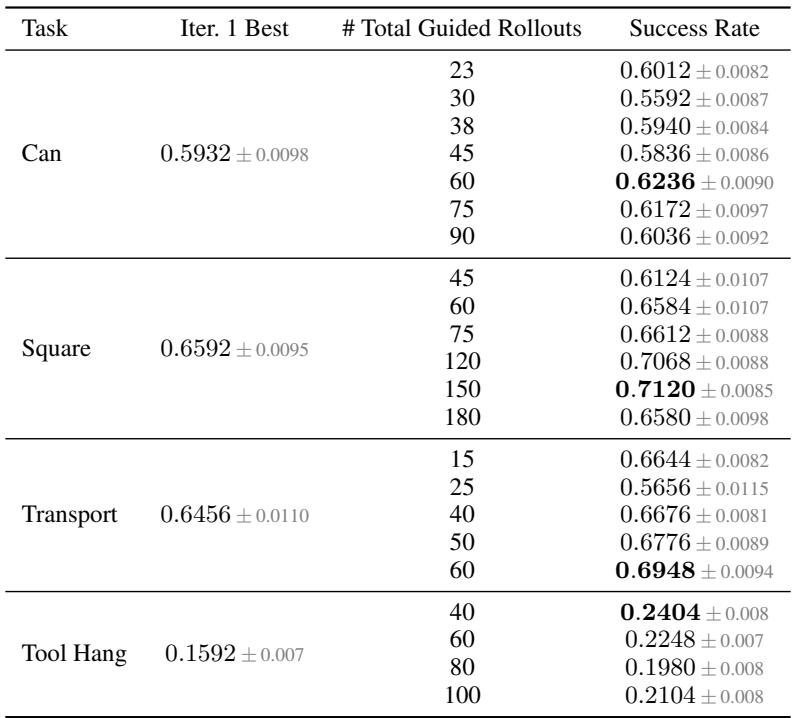 Task Iter. 1 Best # Total Guided Rollouts Success Rate
23 0.6012 ± 0.0082
30 0.5592 ± 0.0087
38 0.5940 ± 0.0084
Can 0.5932 ± 0.0098 45 0.5836 ± 0.0086
60 0.6236 ± 0.0090
75 0.6172 ± 0.0097
90 0.6036 ± 0.0092
45 0.6124 ± 0.0107
60 0.6584 ± 0.0107
75 0.6612 ± 0.0088
Square 0.6592 ± 0.0095
120 0.7068 ± 0.0088
150 0.7120 ± 0.0085
180 0.6580 ± 0.0098
15 0.6644 ± 0.0082
25 0.5656 ± 0.0115
Transport 0.6456 ± 0.0110 40 0.6676 ± 0.0081
50 0.6776 ± 0.0089
60 0.6948 ± 0.0094
40 0.2404 ± 0.008
60 0.2248 ± 0.007
Tool Hang 0.1592 ± 0.007
80 0.1980 ± 0.008
100 0.2104 ± 0.008